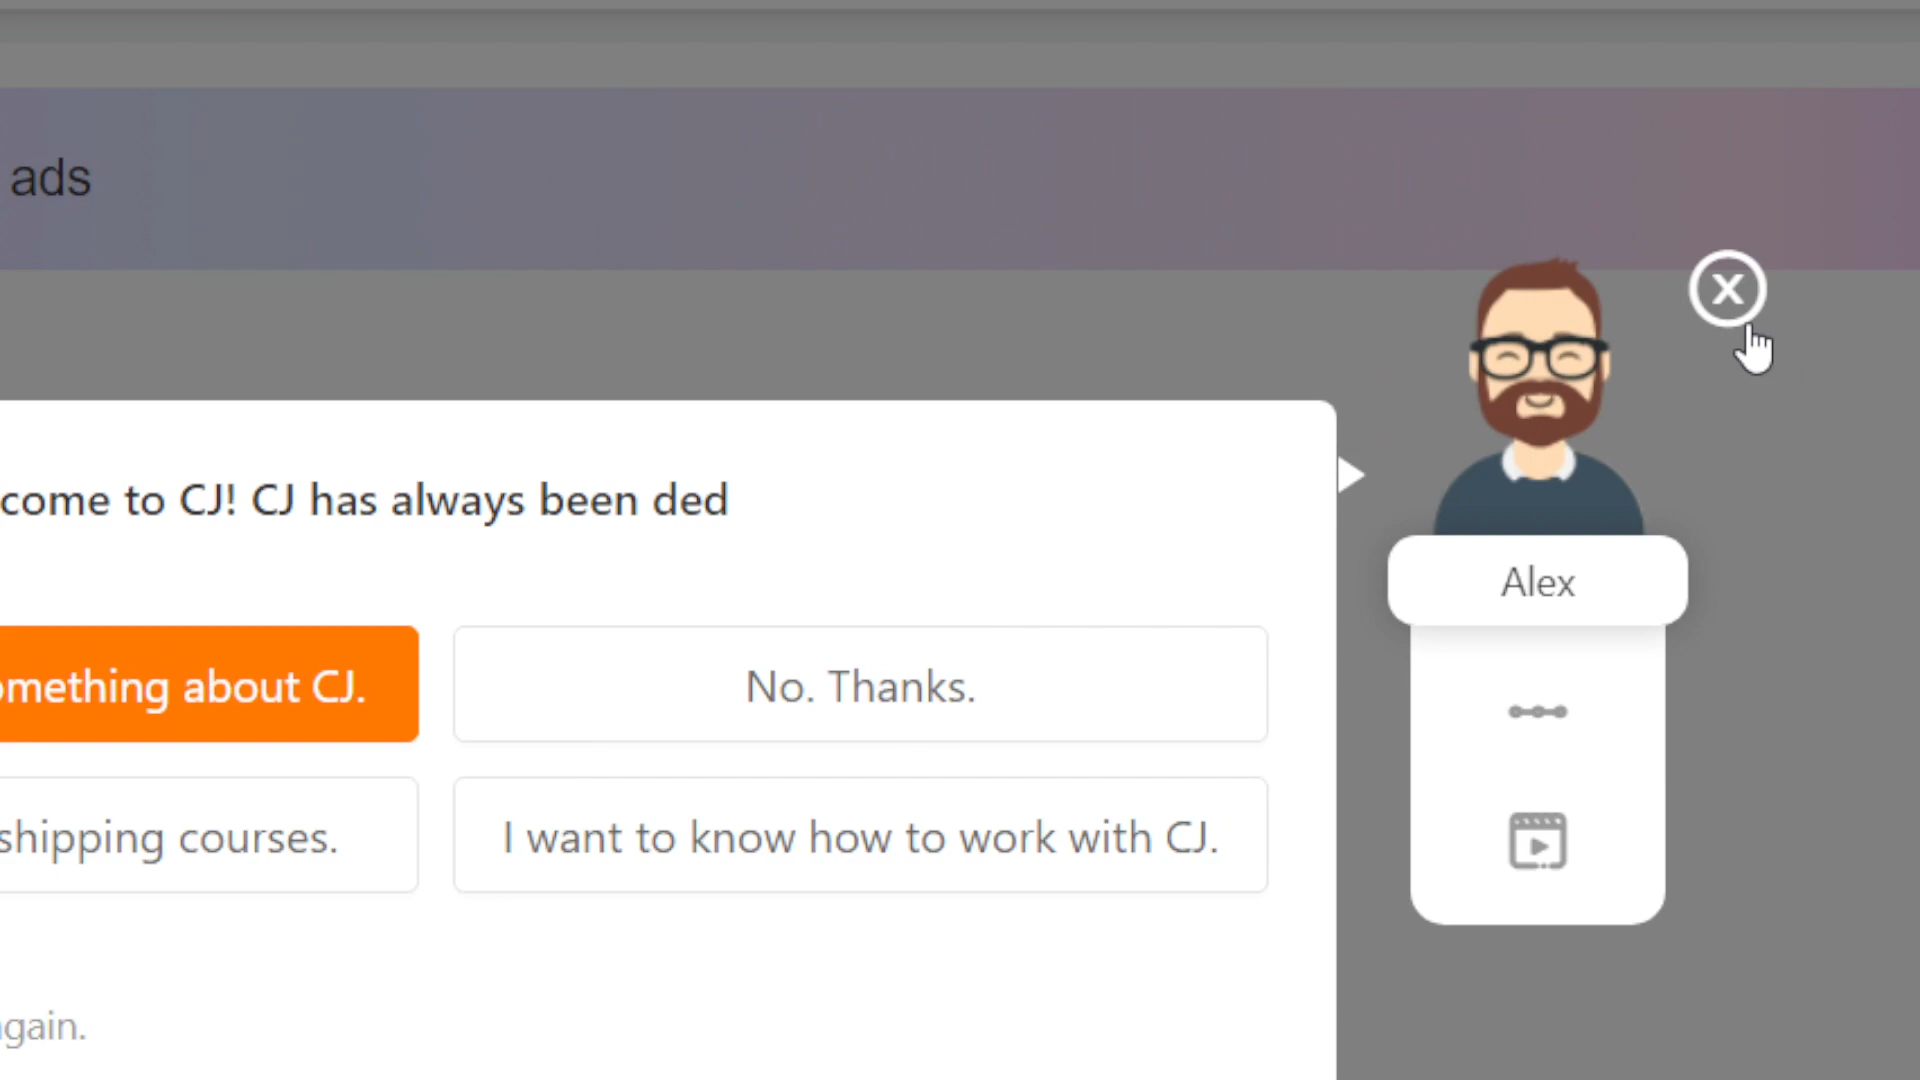 ads
come to CJ! CJ has always been ded
Alex
omething about CJ.
No. Thanks.
shipping courses.
I want to know how to work with CJ.
gain.